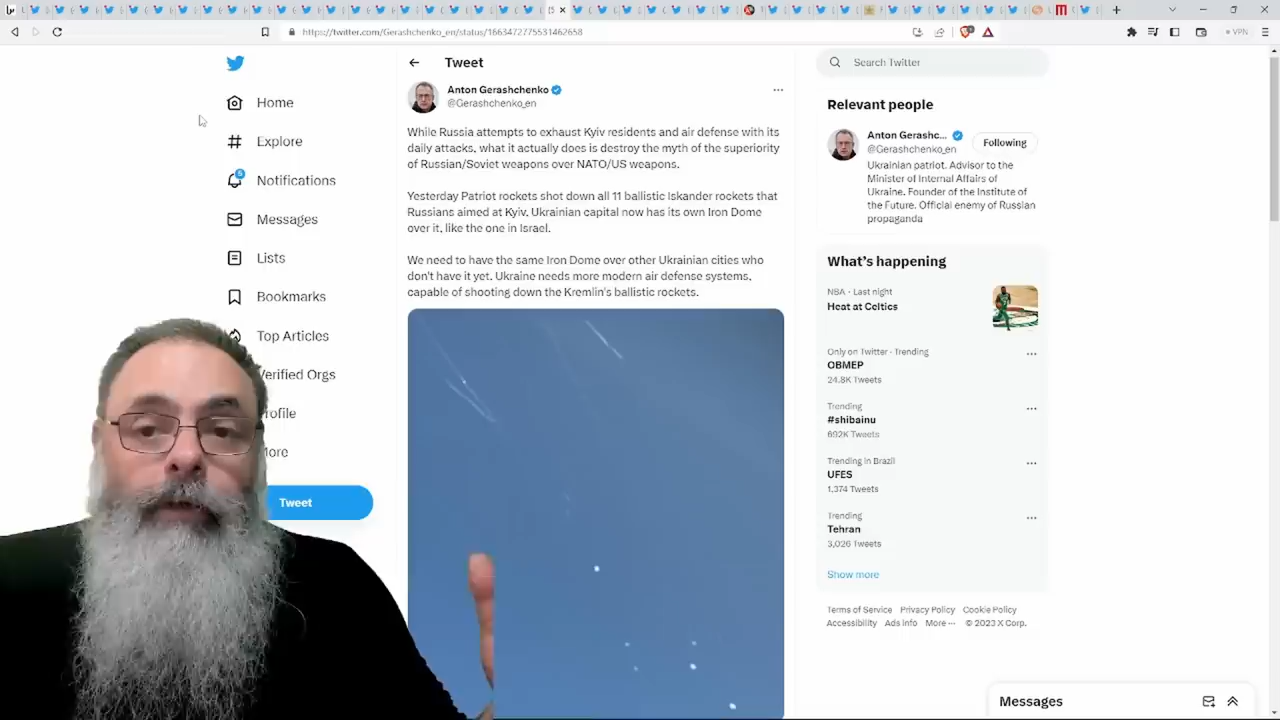 https://twitter.com/Gerashchenko_en/status/1663472775531462658
VPN
Home
Explore
5
Notifications
Messages
Lists
Bookmarks
Top Articles
Verified Orgs
rofile
ore
Tweet
Tweet
Anton Gerashchenko
@Gerashchenko_en
While Russia attempts to exhaust Kyiv residents and air defense with its
daily attacks, what it actually does is destroy the myth of the superiority
of Russian/Soviet weapons over NATO/US weapons.
Yesterday Patriot rockets shot down all 11 ballistic Iskander rockets that
Russians aimed at Kyiv. Ukrainian capital now has its own Iron Dome
over it, like the one in Israel.
We need to have the same Iron Dome over other Ukrainian cities who
don't have it yet. Ukraine needs more modern air defense systems,
capable of shooting down the Kremlin's ballistic rockets.
Search Twitter
Relevant people
Anton Gerashc...
@Gerashchenko_en
Following
Ukrainian patriot. Advisor to the
Minister of Internal Affairs of
Ukraine. Founder of the Institute of
the Future. Official enemy of Russian
propaganda
What's happening
NBA · Last night
Heat at Celtics
Only on Twitter · Trending
OBMEP
24.8K Tweets
Trending
#shibainu
692K Tweets
Trending in Brazil
UFES
1,374 Tweets
Trending
Tehran
3,026 Tweets
Show more
Terms of Service Privacy Policy Cookie Policy
Accessibility Ads info More ··· © 2023 X Corp.
Messages